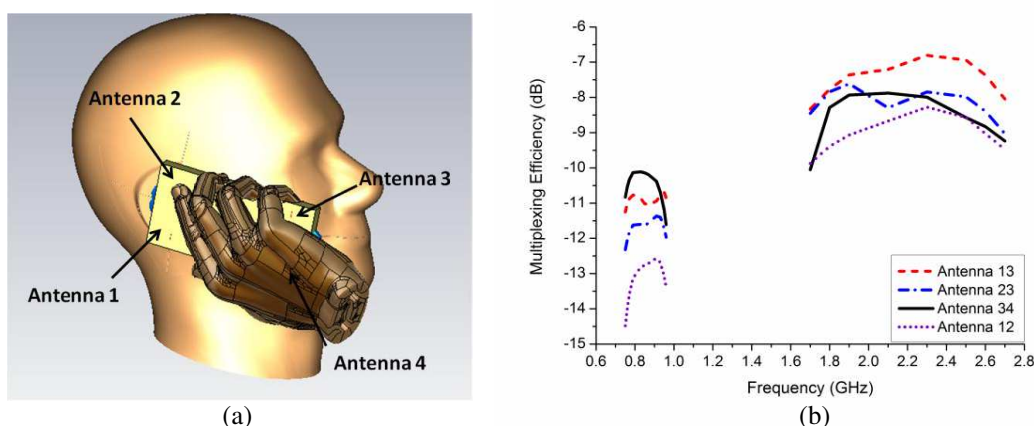 Antenna 2
Antenna 3
Antenna 1
Antenna 4
(a)
Multiplexing Efficiency (dB)
-6
-7
-8
-9
-10
-11
-12
-13
-14
-15
0.6 0.8 1.0 1.2 1.4 1.6 1.8 2.0 2.2 2.4 2.6 2.8
Frequency (GHz)
Antenna 13
Antenna 23
Antenna 34
Antenna 12
(b)